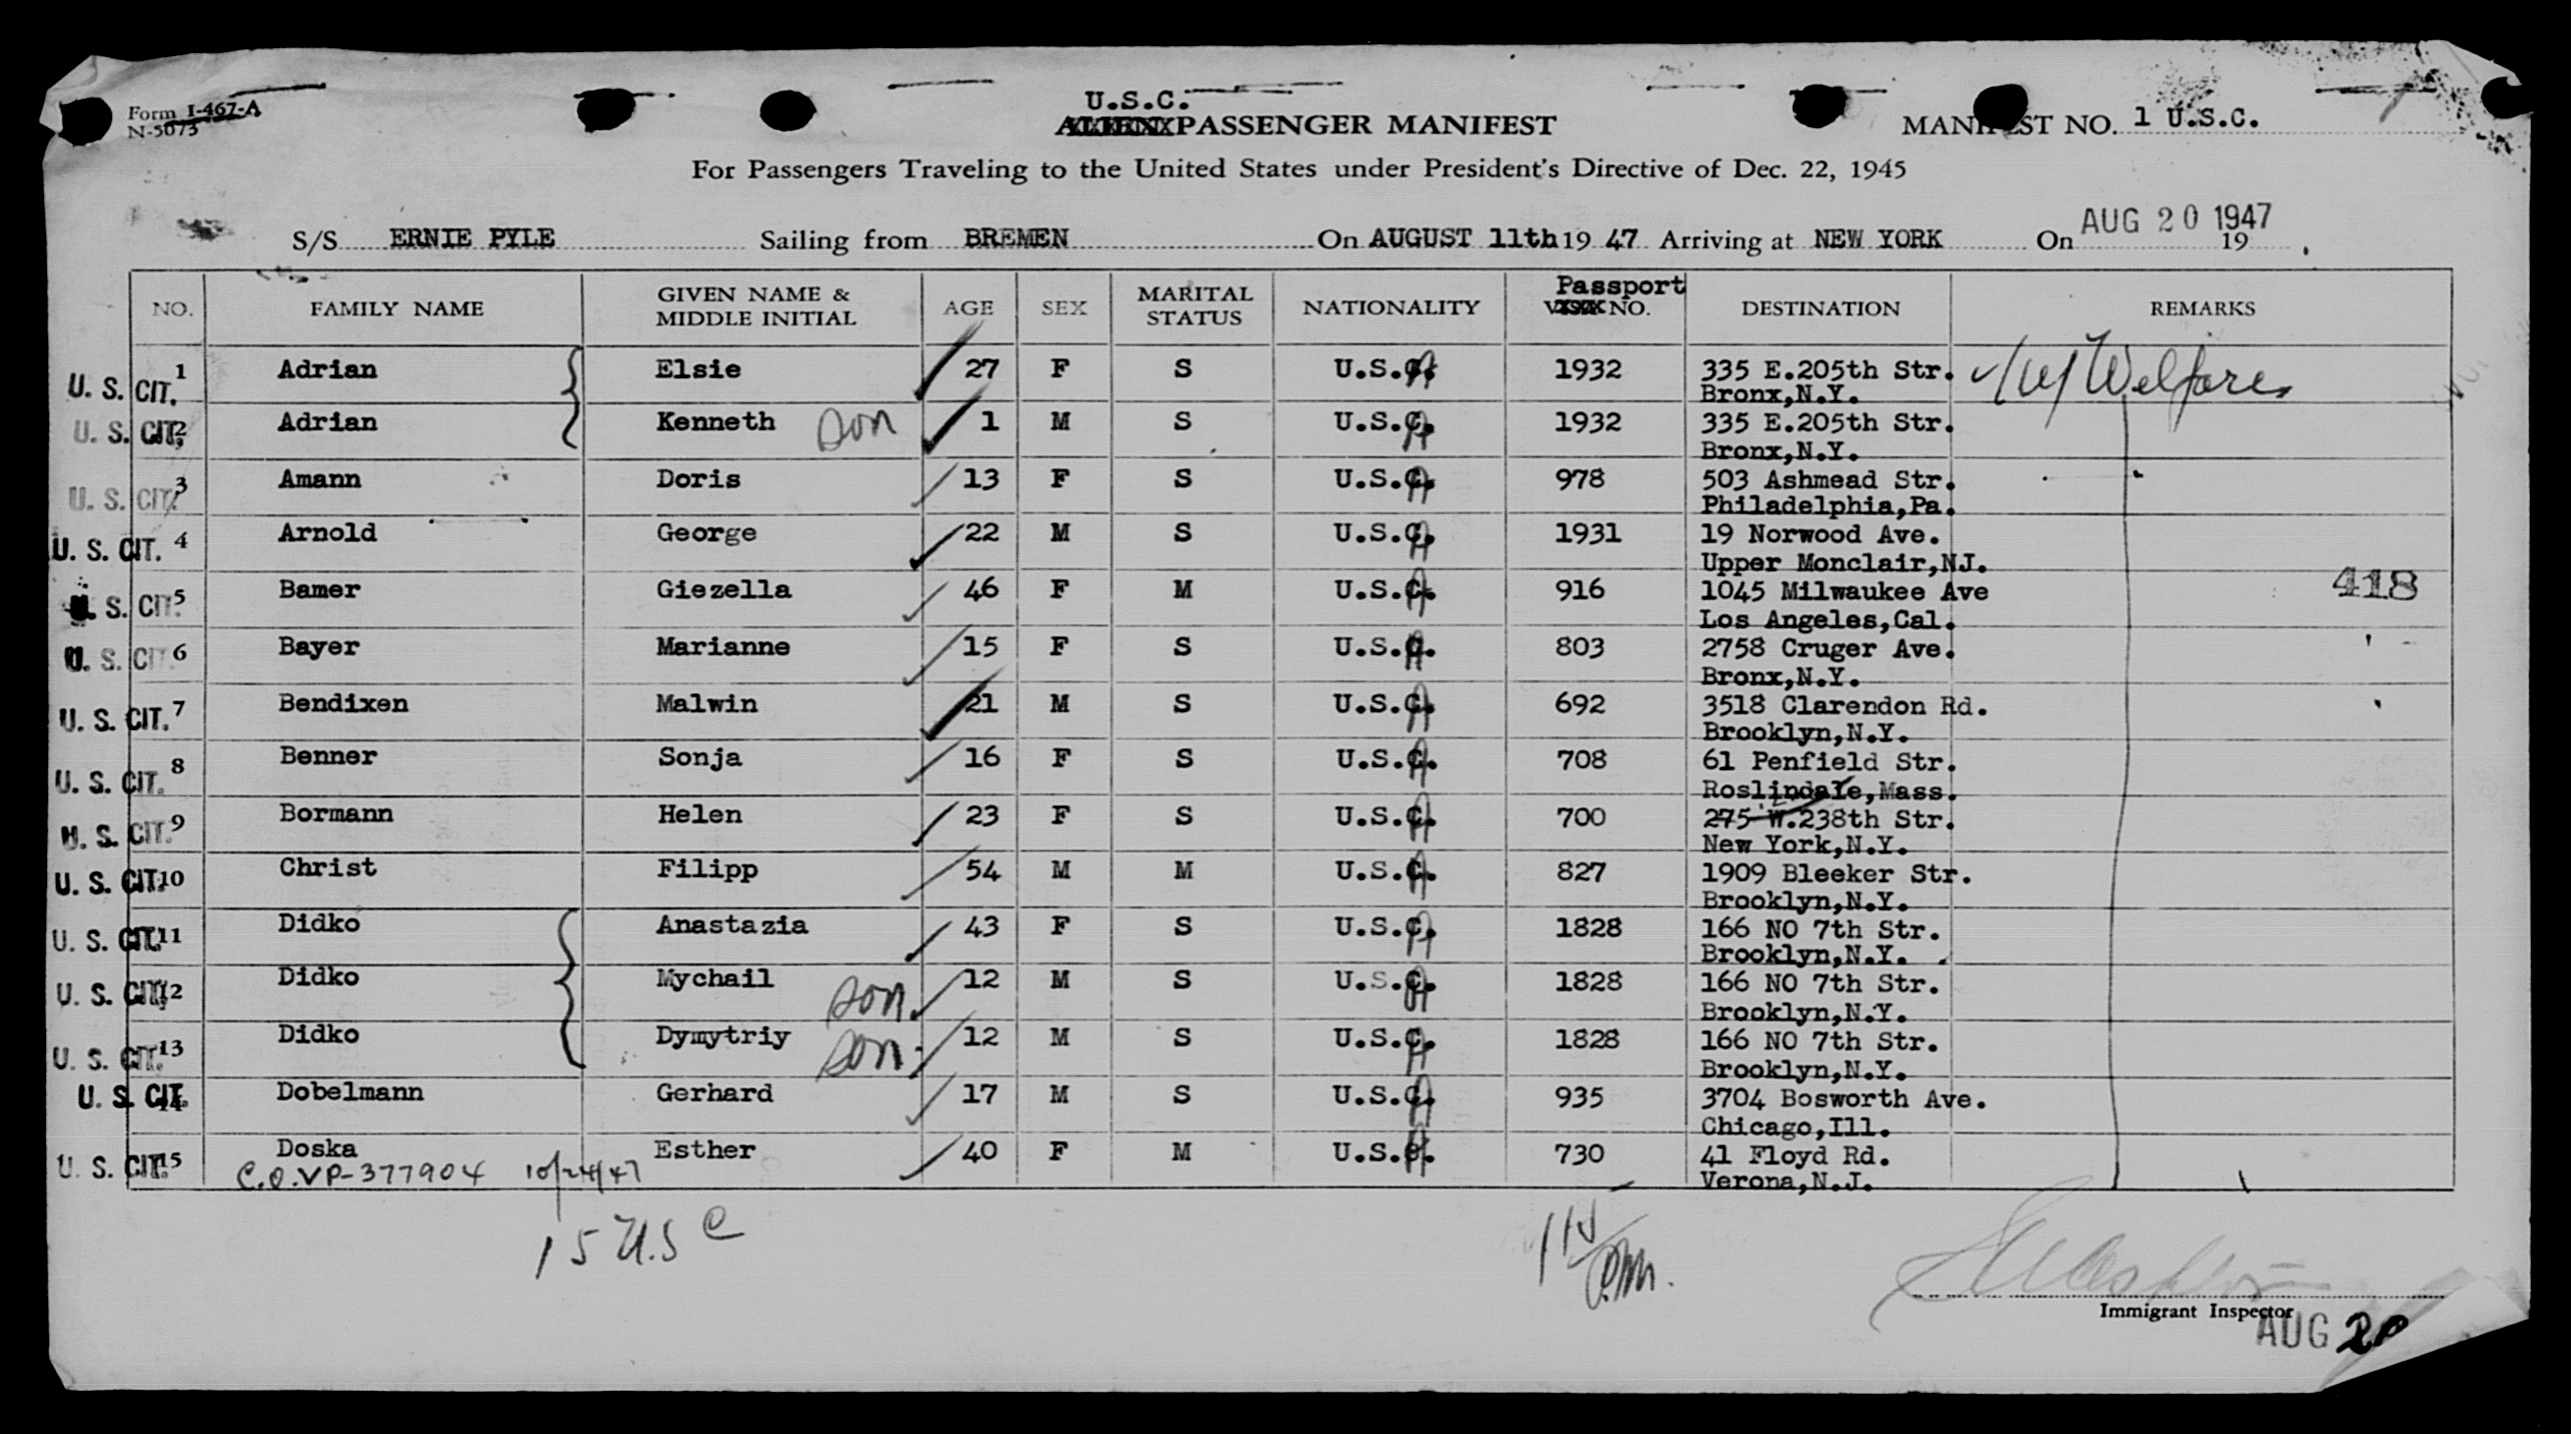 Form I-467-A
N-5073
U.S.C.
ALIEN PASSENGER MANIFEST
MANIFEST NO. 1 U.S.C.
For Passengers Traveling to the United States under President's Directive of Dec. 22, 1945
S/S ERNIE PYLE Sailing from BREMEN On AUGUST 11th 19 47 Arriving at NEW YORK On AUG 20 1947 19
NO. FAMILY NAME GIVEN NAME & MIDDLE INITIAL AGE SEX MARITAL STATUS NATIONALITY Passport NO. DESTINATION REMARKS
U. S. CIT. 1 Adrian Elsie 27 F S U.S. 1932 335 E.205th Str. Welfare
Bronx,N.Y.
U. S. CIT. 2 Adrian Kenneth son 1 M S U.S.C. 1932 335 E.205th Str.
Bronx,N.Y.
U. S. CIT. 3 Amann Doris 13 F S U.S.C. 978 503 Ashmead Str.
Philadelphia,Pa.
U. S. CIT. 4 Arnold George 22 M S U.S.C. 1931 19 Norwood Ave.
Upper Monclair,NJ.
U. S. CIT. 5 Bamer Giezella 46 F M U.S.C. 916 1045 Milwaukee Ave 418
Los Angeles,Cal.
U. S. CIT. 6 Bayer Marianne 15 F S U.S.C. 803 2758 Cruger Ave.
Bronx,N.Y.
U. S. CIT. 7 Bendixen Malwin 21 M S U.S.C. 692 3518 Clarendon Rd.
Brooklyn,N.Y.
U. S. CIT. 8 Benner Sonja 16 F S U.S.C. 708 61 Penfield Str.
Roslindale,Mass.
U. S. CIT. 9 Bormann Helen 23 F S U.S.C. 700 275 W.238th Str.
New York,N.Y.
U. S. CIT. 10 Christ Filipp 54 M M U.S.C. 827 1909 Bleeker Str.
Brooklyn,N.Y.
U. S. CIT. 11 Didko Anastazia 43 F S U.S.C. 1828 166 NO 7th Str.
Brooklyn,N.Y.
U. S. CIT. 12 Didko Mychail son 12 M S U.S.C. 1828 166 NO 7th Str.
Brooklyn,N.Y.
U. S. CIT. 13 Didko Dymytriy son 12 M S U.S.C. 1828 166 NO 7th Str.
Brooklyn,N.Y.
U. S. CIT. 14 Dobelmann Gerhard 17 M S U.S.C. 935 3704 Bosworth Ave.
Chicago,Ill.
U. S. CIT. 15 Doska Esther 40 F M U.S.C. 730 41 Floyd Rd.
C.O.VP-377904 10/24/47 Verona,N.J.
15 U.S C
Immigrant Inspector
AUG 20